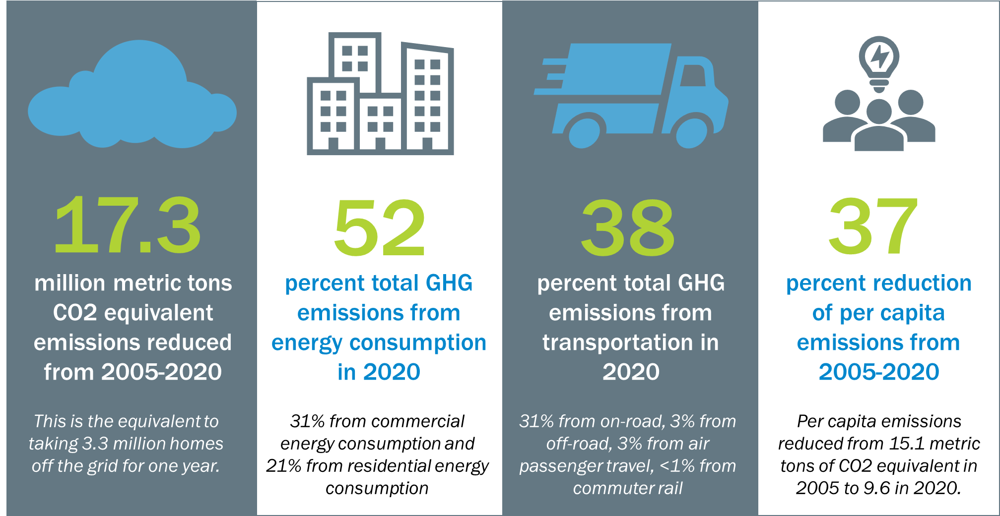 17.3
million metric tons
CO2 equivalent
emissions reduced
from 2005-2020
This is the equivalent to
taking 3.3 million homes
off the grid for one year.
52
percent total GHG
emissions from
energy consumption
in 2020
31% from commercial
energy consumption and
21% from residential energy
consumption
38
percent total GHG
emissions from
transportation in
2020
31% from on-road, 3% from
off-road, 3% from air
passenger travel, <1% from
commuter rail
37
percent reduction
of per capita
emissions from
2005-2020
Per capita emissions
reduced from 15.1 metric
tons of CO2 equivalent in
2005 to 9.6 in 2020.